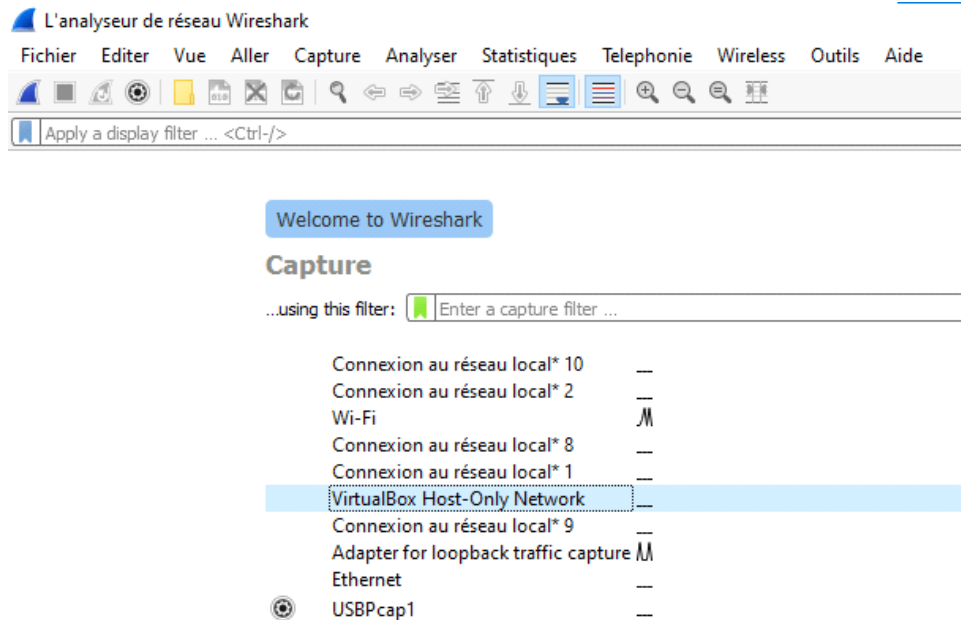 L'analyseur de réseau Wireshark
Fichier Editer Vue Aller Capture Analyser Statistiques Telephonie Wireless Outils Aide
Apply a display filter ... <Ctrl-/>
Welcome to Wireshark
Capture
...using this filter: Enter a capture filter ...
Connexion au réseau local* 10
Connexion au réseau local* 2
Wi-Fi
Connexion au réseau local* 8
Connexion au réseau local* 1
VirtualBox Host-Only Network
Connexion au réseau local* 9
Adapter for loopback traffic capture
Ethernet
USBPcap1